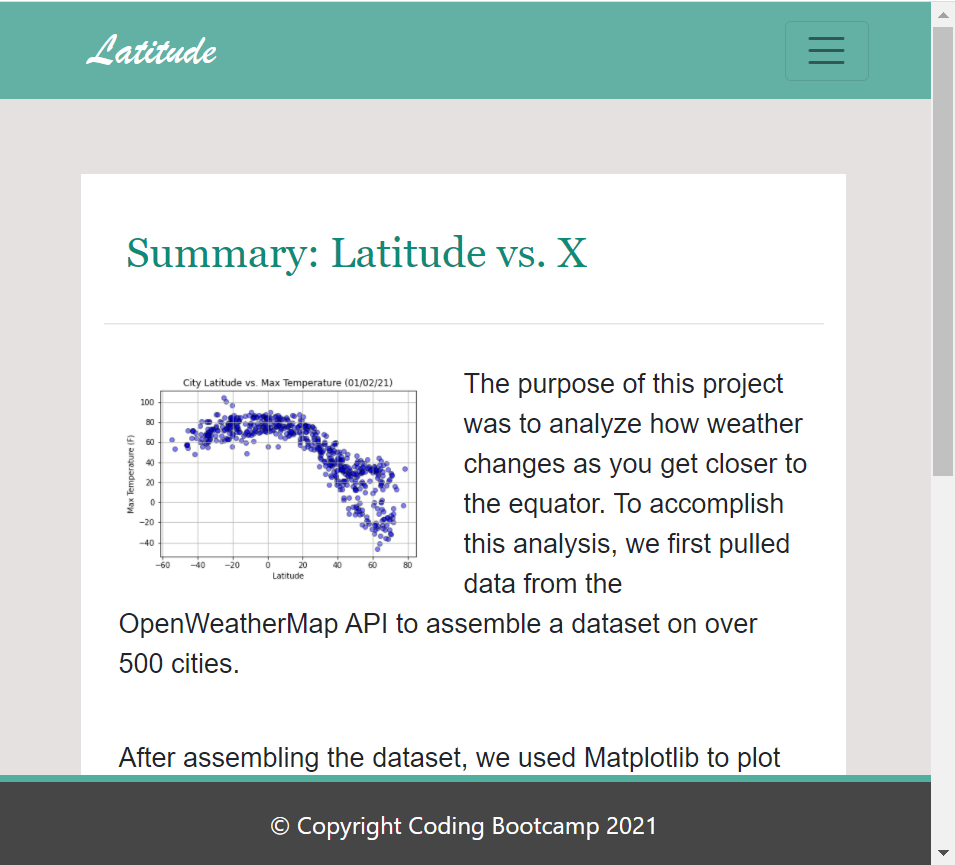 Latitude
Summary: Latitude vs. X
City Latitude vs. Max Temperature (01/02/21)
Max Temperature (F)
100
80
60
40
20
0
−20
−40
−60 −40 −20 0 20 40 60 80
Latitude
The purpose of this project
was to analyze how weather
changes as you get closer to
the equator. To accomplish
this analysis, we first pulled
data from the
OpenWeatherMap API to assemble a dataset on over
500 cities.
After assembling the dataset, we used Matplotlib to plot
© Copyright Coding Bootcamp 2021